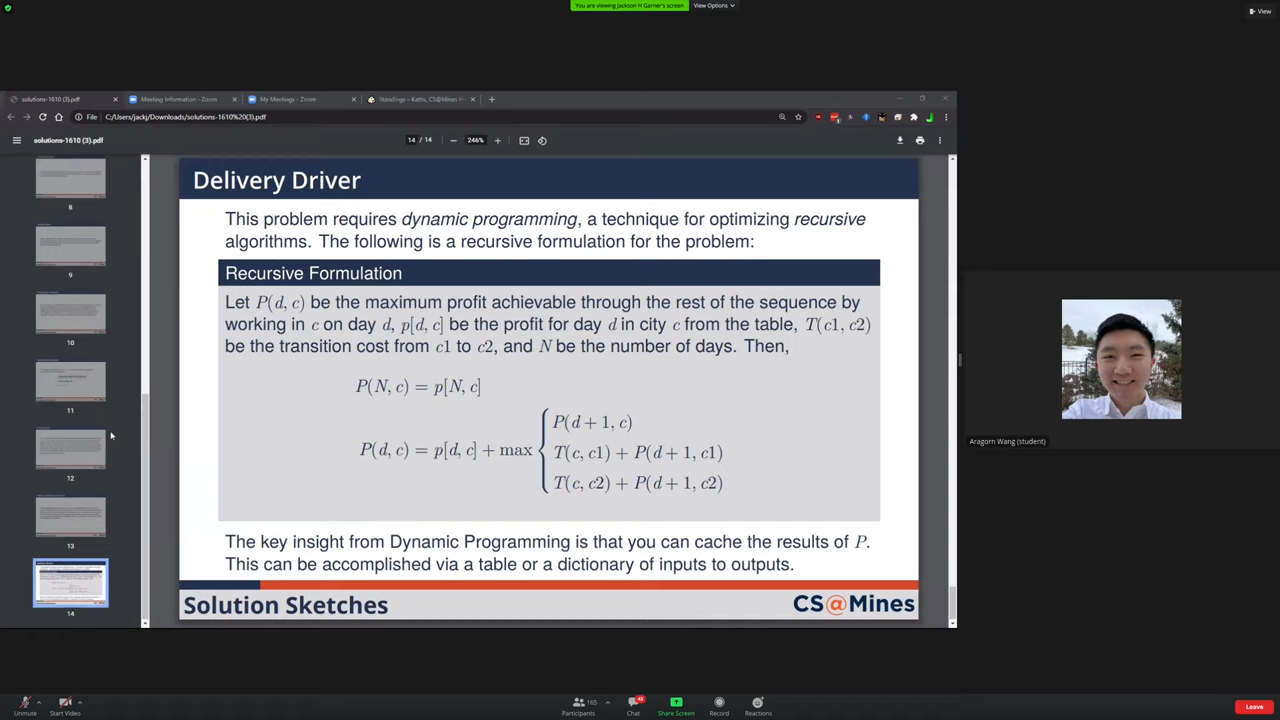 You are viewing Jackson H Garner's screen
View Options
View
solutions-1610 (3).pdf
Meeting Information - Zoom
My Meetings - Zoom
Standings – Kattis, CS@Mines H
File
C:/Users/jackj/Downloads/solutions-1610%20(3).pdf
solutions-1610 (3).pdf
14 / 14
246%
8
9
10
11
12
13
14
Delivery Driver
This problem requires dynamic programming, a technique for optimizing recursive
algorithms. The following is a recursive formulation for the problem:
Recursive Formulation
Let P(d, c) be the maximum profit achievable through the rest of the sequence by
working in c on day d, p[d, c] be the profit for day d in city c from the table, T(c1, c2)
be the transition cost from c1 to c2, and N be the number of days. Then,
P(N, c) = p[N, c]
P(d, c) = p[d, c] + max
P(d + 1, c)
T(c, c1) + P(d + 1, c1)
T(c, c2) + P(d + 1, c2)
The key insight from Dynamic Programming is that you can cache the results of P.
This can be accomplished via a table or a dictionary of inputs to outputs.
Solution Sketches
CS@Mines
Aragorn Wang (student)
Unmute
Start Video
165
Participants
43
Chat
Share Screen
Record
Reactions
Leave